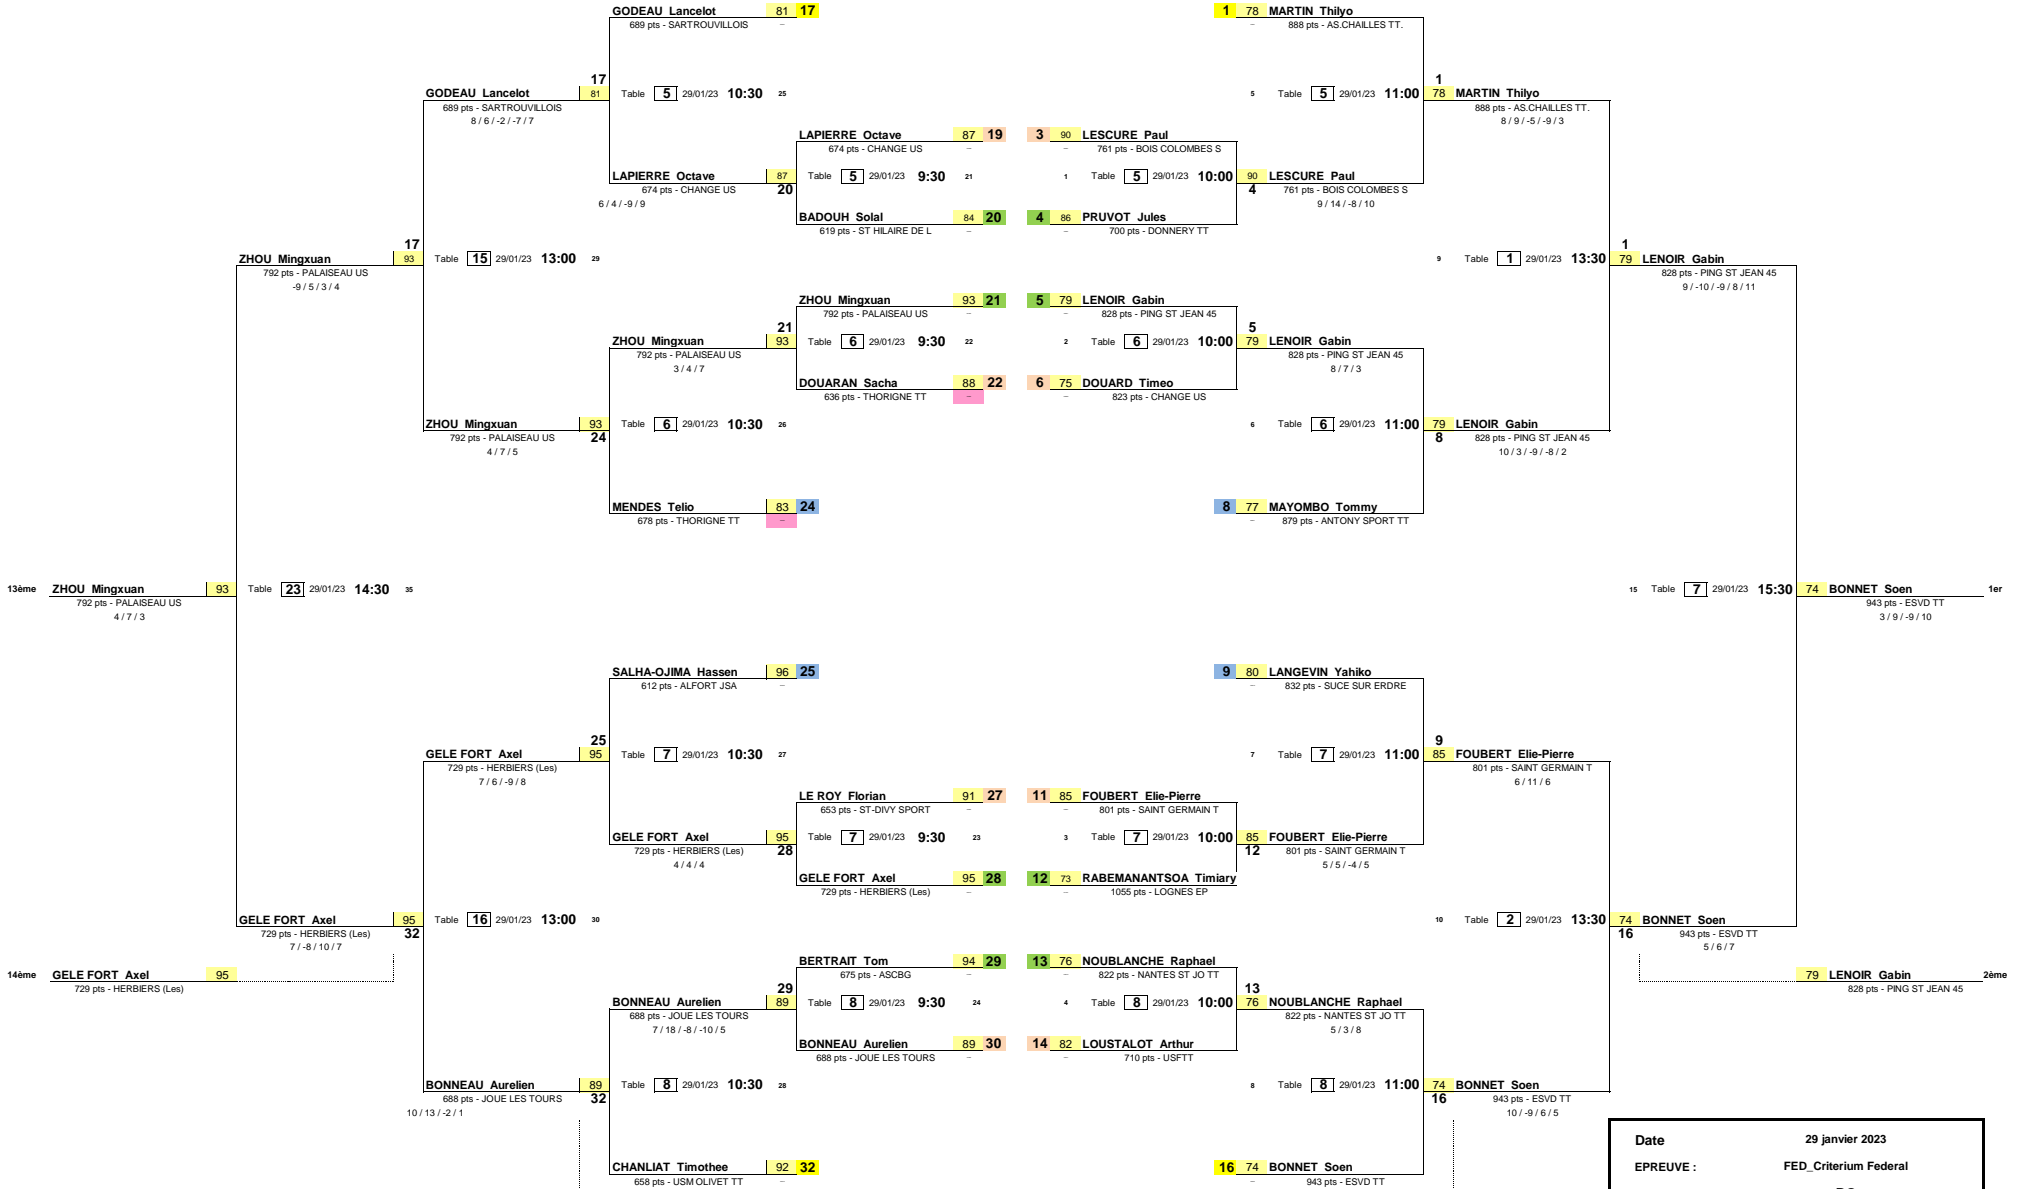 GODEAU Lancelot 81 17 1 78 MARTIN Thilyo
689 pts - SARTROUVILLOIS – – 888 pts - AS.CHAILLES TT.
17 1
GODEAU Lancelot 81 Table 5 29/01/23 10:30 25 5 Table 5 29/01/23 11:00 78 MARTIN Thilyo
689 pts - SARTROUVILLOIS 888 pts - AS.CHAILLES TT.
8 / 6 / -2 / -7 / 7 8 / 9 / -5 / -9 / 3
LAPIERRE Octave 87 19 3 90 LESCURE Paul
674 pts - CHANGE US – – 761 pts - BOIS COLOMBES S
LAPIERRE Octave 87 Table 5 29/01/23 9:30 21 1 Table 5 29/01/23 10:00 90 LESCURE Paul
674 pts - CHANGE US 20 4 761 pts - BOIS COLOMBES S
6 / 4 / -9 / 9 9 / 14 / -8 / 10
BADOUH Solal 84 20 4 86 PRUVOT Jules
619 pts - ST HILAIRE DE L – – 700 pts - DONNERY TT
17 1
ZHOU Mingxuan 93 Table 15 29/01/23 13:00 29 9 Table 1 29/01/23 13:30 79 LENOIR Gabin
792 pts - PALAISEAU US 828 pts - PING ST JEAN 45
-9 / 5 / 3 / 4 9 / -10 / -9 / 8 / 11
ZHOU Mingxuan 93 21 5 79 LENOIR Gabin
792 pts - PALAISEAU US – – 828 pts - PING ST JEAN 45
21 5
ZHOU Mingxuan 93 Table 6 29/01/23 9:30 22 2 Table 6 29/01/23 10:00 79 LENOIR Gabin
792 pts - PALAISEAU US 828 pts - PING ST JEAN 45
3 / 4 / 7 8 / 7 / 3
DOUARAN Sacha 88 22 6 75 DOUARD Timeo
636 pts - THORIGNE TT – – 823 pts - CHANGE US
ZHOU Mingxuan 93 Table 6 29/01/23 10:30 26 6 Table 6 29/01/23 11:00 79 LENOIR Gabin
792 pts - PALAISEAU US 24 8 828 pts - PING ST JEAN 45
4 / 7 / 5 10 / 3 / -9 / -8 / 2
MENDES Telio 83 24 8 77 MAYOMBO Tommy
678 pts - THORIGNE TT – – 879 pts - ANTONY SPORT TT
13ème ZHOU Mingxuan 93 Table 23 29/01/23 14:30 35 15 Table 7 29/01/23 15:30 74 BONNET Soen 1er
792 pts - PALAISEAU US 943 pts - ESVD TT
4 / 7 / 3 3 / 9 / -9 / 10
SALHA-OJIMA Hassen 96 25 9 80 LANGEVIN Yahiko
612 pts - ALFORT JSA – – 832 pts - SUCE SUR ERDRE
25 9
GELE FORT Axel 95 Table 7 29/01/23 10:30 27 7 Table 7 29/01/23 11:00 85 FOUBERT Elie-Pierre
729 pts - HERBIERS (Les) 801 pts - SAINT GERMAIN T
7 / 6 / -9 / 8 6 / 11 / 6
LE ROY Florian 91 27 11 85 FOUBERT Elie-Pierre
653 pts - ST-DIVY SPORT – – 801 pts - SAINT GERMAIN T
GELE FORT Axel 95 Table 7 29/01/23 9:30 23 3 Table 7 29/01/23 10:00 85 FOUBERT Elie-Pierre
729 pts - HERBIERS (Les) 28 12 801 pts - SAINT GERMAIN T
4 / 4 / 4 5 / 5 / -4 / 5
GELE FORT Axel 95 28 12 73 RABEMANANTSOA Timiary
729 pts - HERBIERS (Les) – – 1055 pts - LOGNES EP
GELE FORT Axel 95 Table 16 29/01/23 13:00 30 10 Table 2 29/01/23 13:30 74 BONNET Soen
729 pts - HERBIERS (Les) 32 16 943 pts - ESVD TT
7 / -8 / 10 / 7 5 / 6 / 7
BERTRAIT Tom 94 29 13 76 NOUBLANCHE Raphael
14ème GELE FORT Axel 95 675 pts - ASCBG – – 822 pts - NANTES ST JO TT 79 LENOIR Gabin 2ème
729 pts - HERBIERS (Les) 29 13 828 pts - PING ST JEAN 45
BONNEAU Aurelien 89 Table 8 29/01/23 9:30 24 4 Table 8 29/01/23 10:00 76 NOUBLANCHE Raphael
688 pts - JOUE LES TOURS 822 pts - NANTES ST JO TT
7 / 18 / -8 / -10 / 5 5 / 3 / 8
BONNEAU Aurelien 89 30 14 82 LOUSTALOT Arthur
688 pts - JOUE LES TOURS – – 710 pts - USFTT
BONNEAU Aurelien 89 Table 8 29/01/23 10:30 28 8 Table 8 29/01/23 11:00 74 BONNET Soen
688 pts - JOUE LES TOURS 32 16 943 pts - ESVD TT
10 / 13 / -2 / 1 10 / -9 / 6 / 5
Date 29 janvier 2023
CHANLIAT Timothee 92 32 16 74 BONNET Soen EPREUVE : FED_Criterium Federal
658 pts - USM OLIVET TT – – 943 pts - ESVD TT